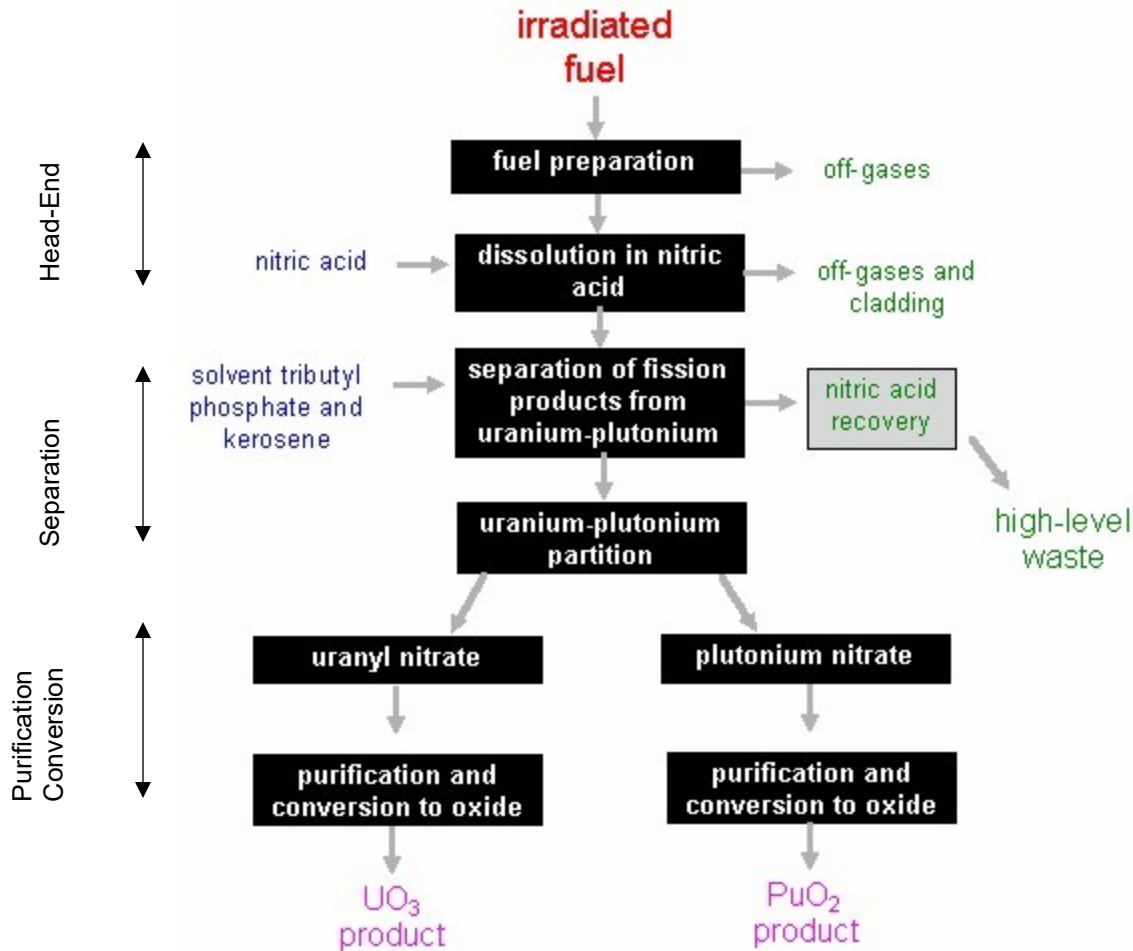 irradiated
fuel
Head-End
fuel preparation
off-gases
nitric acid
dissolution in nitric
acid
off-gases and
cladding
Separation
solvent tributyl
phosphate and
kerosene
separation of fission
products from
uranium-plutonium
nitric acid
recovery
high-level
waste
uranium-plutonium
partition
Purification
Conversion
uranyl nitrate
plutonium nitrate
purification and
conversion to oxide
purification and
conversion to oxide
UO₃
product
PuO₂
product